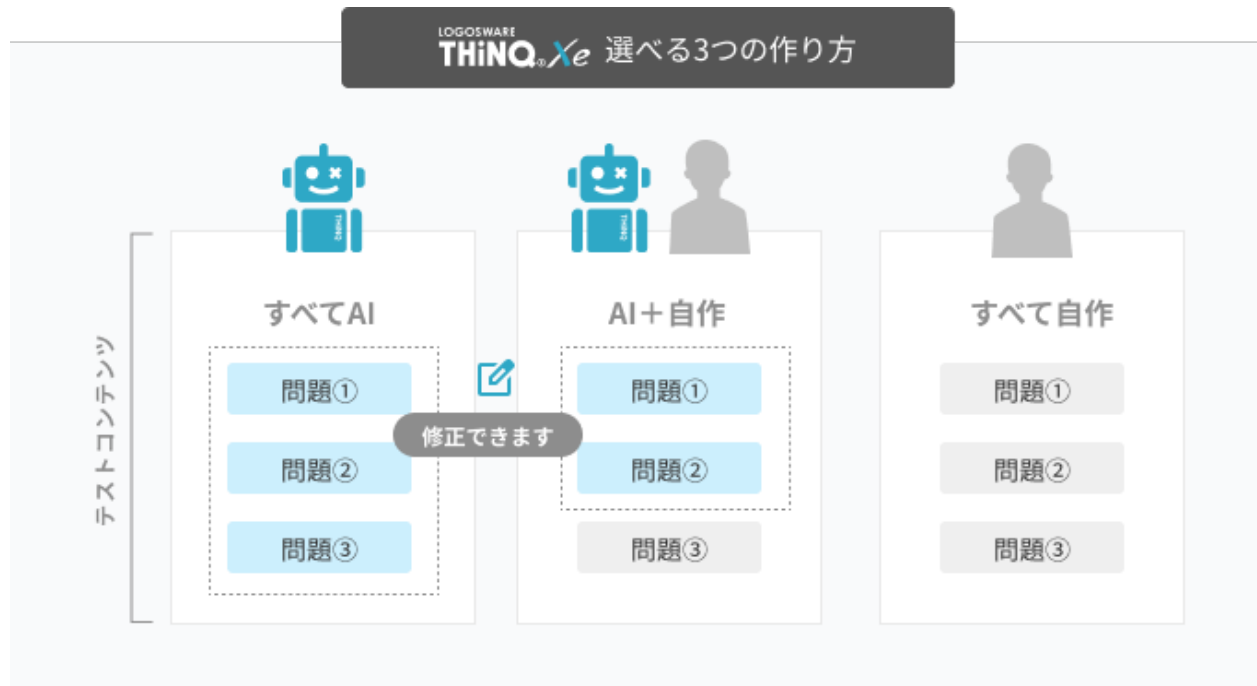 LOGOSWARE
THiNQ® Xe 選べる3つの作り方
テストコンテンツ
THiNQ
すべてAI
問題①
問題②
問題③
修正できます
THiNQ
AI＋自作
問題①
問題②
問題③
すべて自作
問題①
問題②
問題③